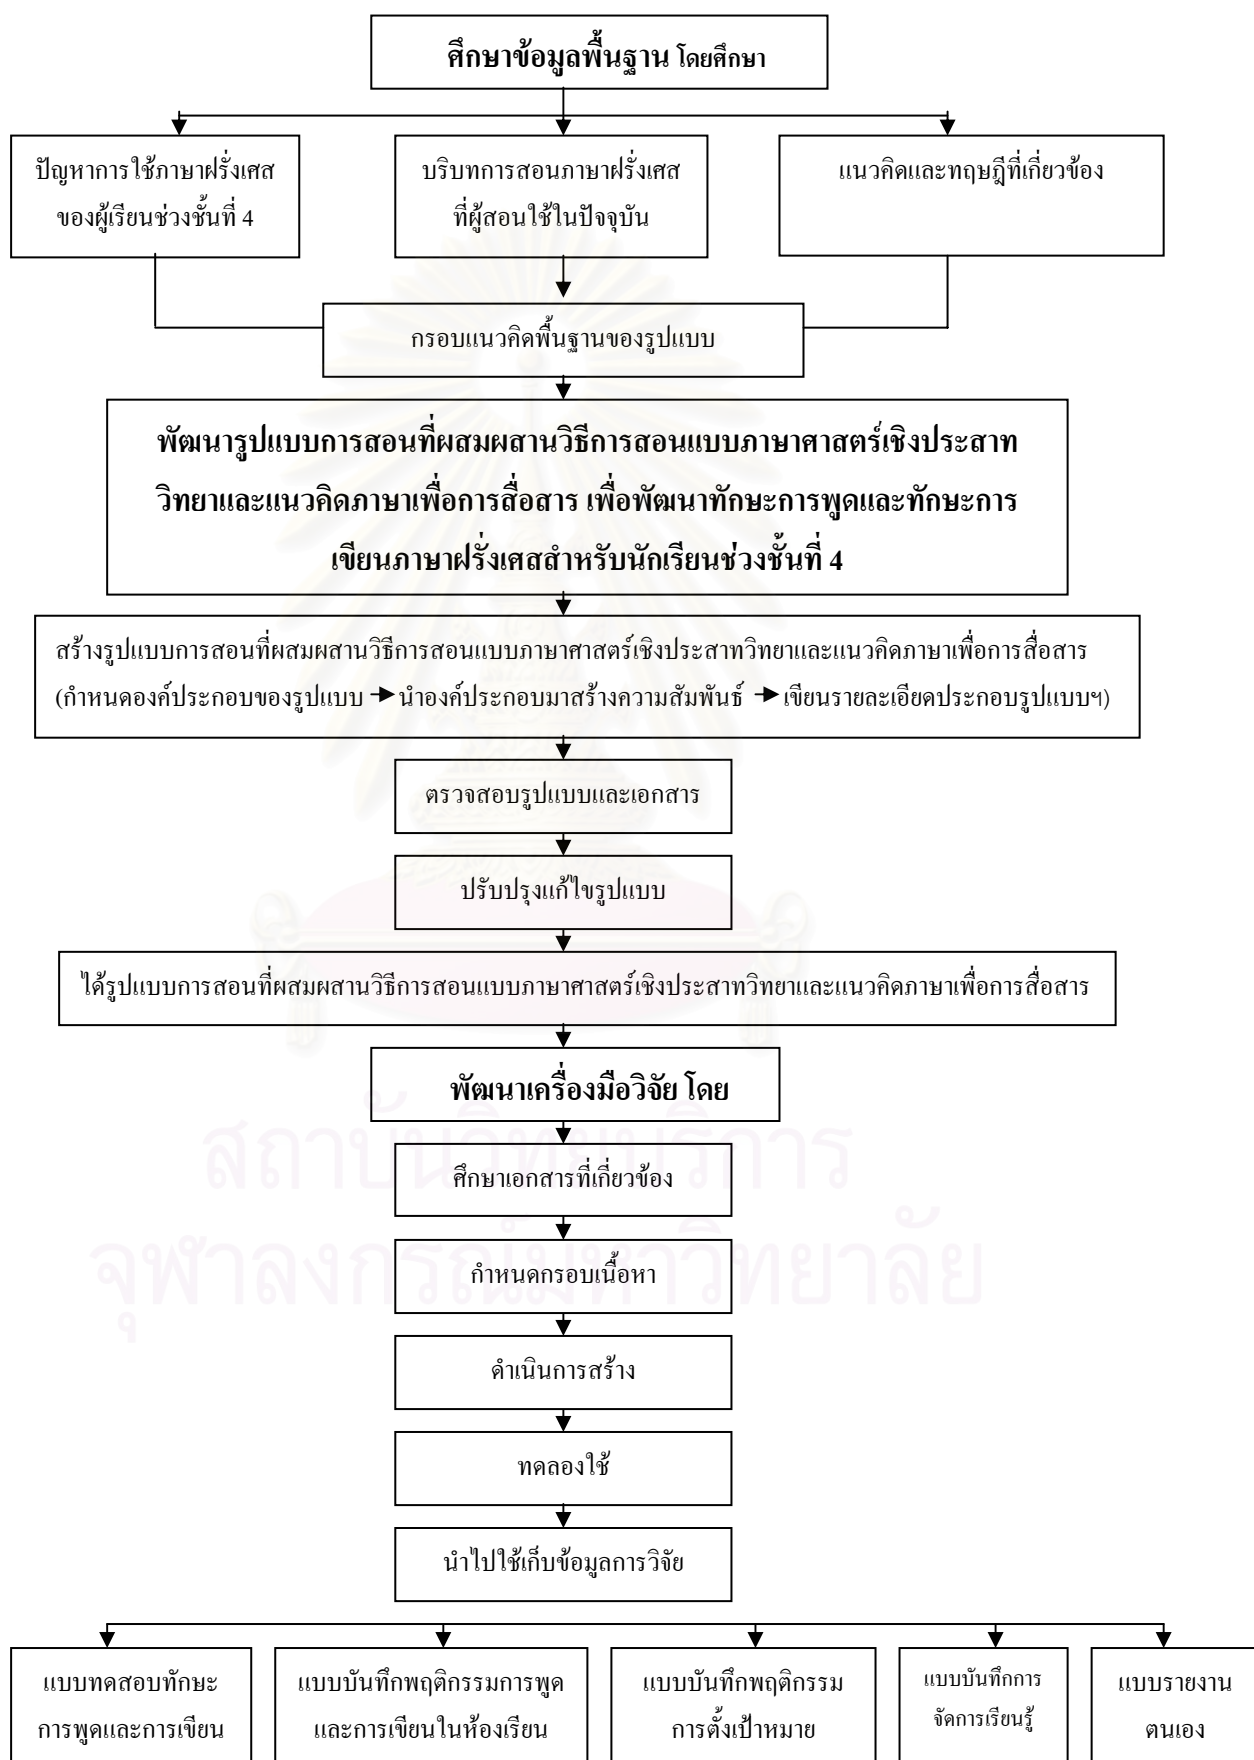 ศึกษาข้อมูลพื้นฐาน โดยศึกษา
ปัญหาการใช้ภาษาฝรั่งเศส
ของผู้เรียนช่วงชั้นที่ 4
บริบทการสอนภาษาฝรั่งเศส
ที่ผู้สอนใช้ในปัจจุบัน
แนวคิดและทฤษฎีที่เกี่ยวข้อง
กรอบแนวคิดพื้นฐานของรูปแบบ
พัฒนารูปแบบการสอนที่ผสมผสานวิธีการสอนแบบภาษาศาสตร์เชิงประสาท
วิทยาและแนวคิดภาษาเพื่อการสื่อสาร เพื่อพัฒนาทักษะการพูดและทักษะการ
เขียนภาษาฝรั่งเศสสำหรับนักเรียนช่วงชั้นที่ 4
สร้างรูปแบบการสอนที่ผสมผสานวิธีการสอนแบบภาษาศาสตร์เชิงประสาทวิทยาและแนวคิดภาษาเพื่อการสื่อสาร
(กำหนดองค์ประกอบของรูปแบบ → นำองค์ประกอบมาสร้างความสัมพันธ์ → เขียนรายละเอียดประกอบรูปแบบฯ)
ตรวจสอบรูปแบบและเอกสาร
ปรับปรุงแก้ไขรูปแบบ
ได้รูปแบบการสอนที่ผสมผสานวิธีการสอนแบบภาษาศาสตร์เชิงประสาทวิทยาและแนวคิดภาษาเพื่อการสื่อสาร
พัฒนาเครื่องมือวิจัย โดย
สถาบันวิทยบริการ
ศึกษาเอกสารที่เกี่ยวข้อง
จุฬาลงกรณ์มหาวิทยาลัย
กำหนดกรอบเนื้อหา
ดำเนินการสร้าง
ทดลองใช้
นำไปใช้เก็บข้อมูลการวิจัย
แบบทดสอบทักษะ
การพูดและการเขียน
แบบบันทึกพฤติกรรมการพูด
และการเขียนในห้องเรียน
แบบบันทึกพฤติกรรม
การตั้งเป้าหมาย
แบบบันทึกการ
จัดการเรียนรู้
แบบรายงาน
ตนเอง